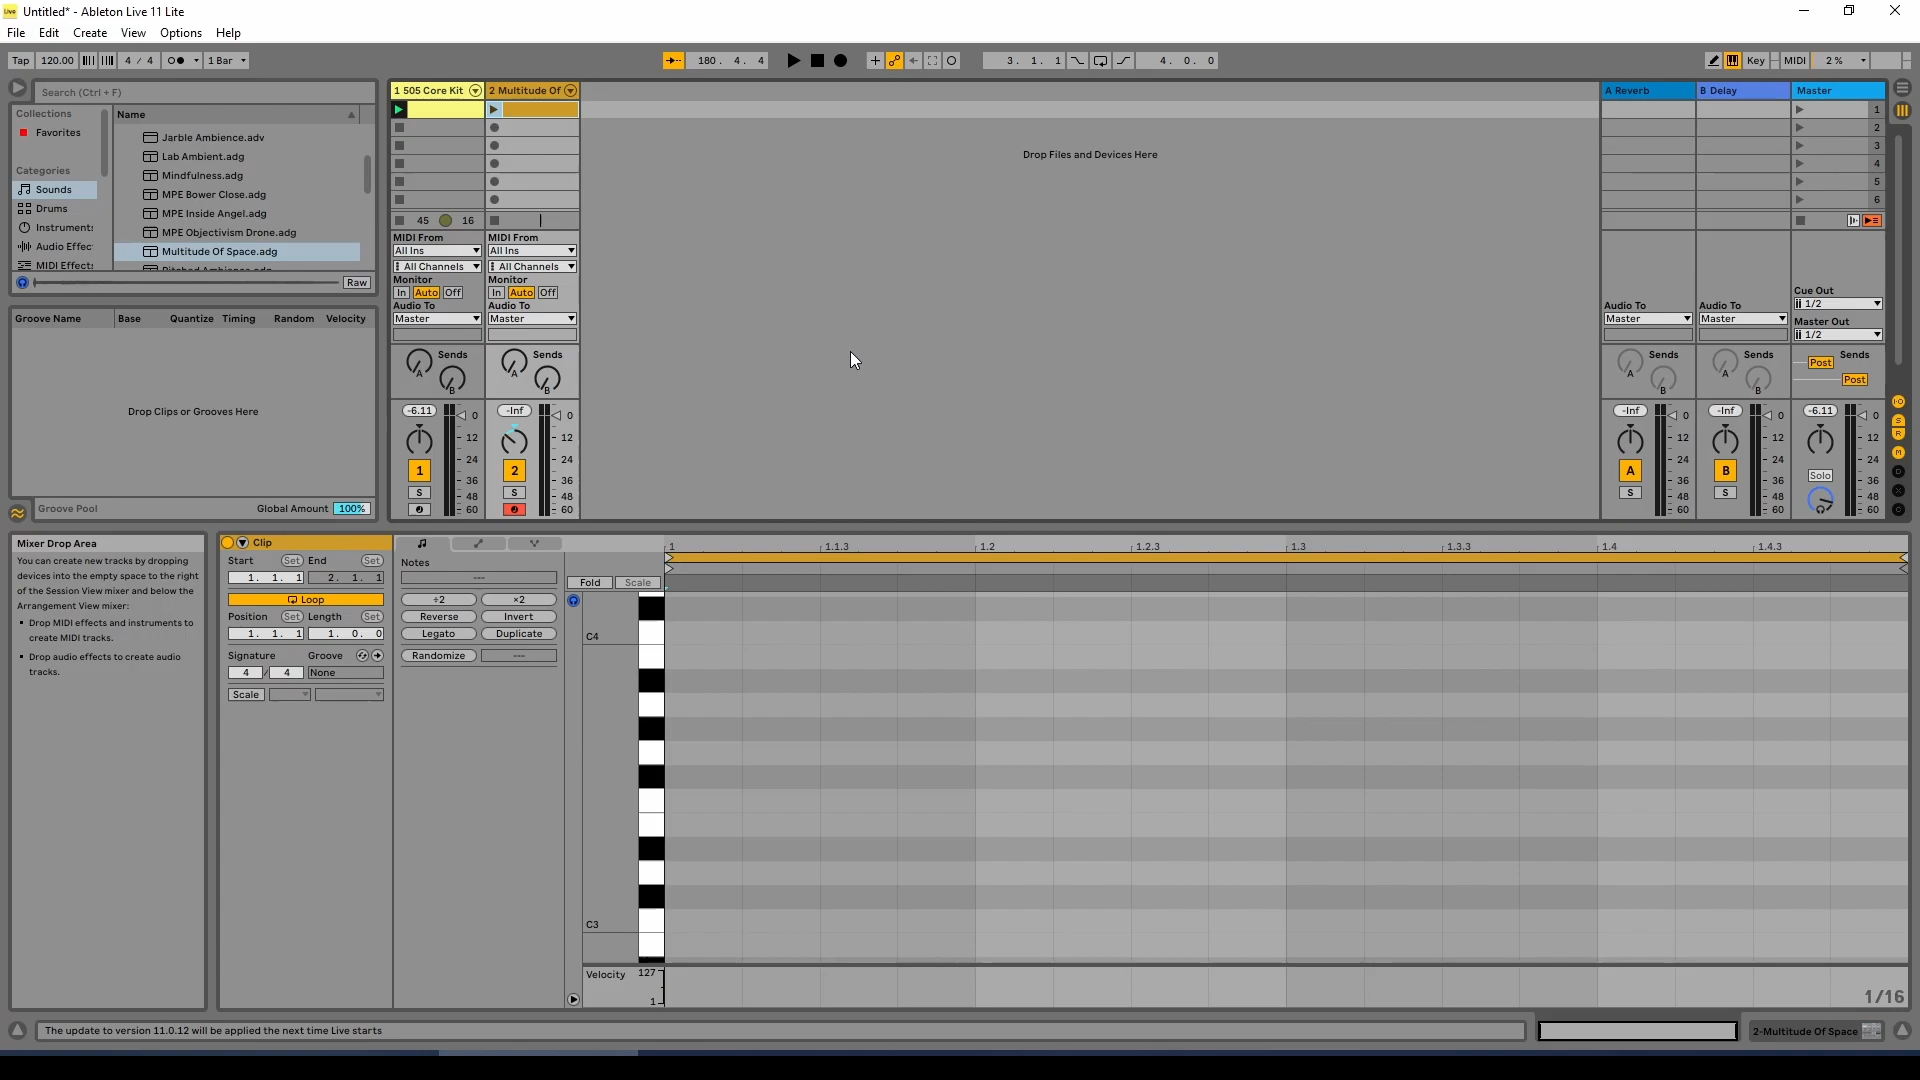 Live Untitled* - Ableton Live 11 Lite
File Edit Create View Options Help
Tap 120.00 4 / 4 1 Bar 180. 4. 4 3. 1. 1 4. 0. 0 Key MIDI 2 %
Search (Ctrl + F)
Collections
Favorites
Categories
Sounds
Drums
Instruments
Audio Effec
MIDI Effects
Name
Jarble Ambience.adv
Lab Ambient.adg
Mindfulness.adg
MPE Bower Close.adg
MPE Inside Angel.adg
MPE Objectivism Drone.adg
Multitude Of Space.adg
Pitched Ambience.adg
Raw
Groove Name Base Quantize Timing Random Velocity
Drop Clips or Grooves Here
Groove Pool Global Amount 100%
1 505 Core Kit 2 Multitude Of
45 16
MIDI From MIDI From
All Ins All Ins
All Channels All Channels
Monitor Monitor
In Auto Off In Auto Off
Audio To Audio To
Master Master
Sends Sends
A B A B
-6.11 0 -Inf 0
12 12
24 24
1 36 2 36
S 48 S 48
60 60
Drop Files and Devices Here
A Reverb B Delay Master
1
2
3
4
5
6
Cue Out
1/2
Audio To Audio To Master Out
Master Master 1/2
Sends Sends Post Sends
A B A B Post
-Inf 0 -Inf 0 -6.11 0
12 12 12
24 24 24
A 36 B 36 Solo 36
S 48 S 48 48
60 60 60
Mixer Drop Area
You can create new tracks by dropping
devices into the empty space to the right
of the Session View mixer and below the
Arrangement View mixer:
▪ Drop MIDI effects and instruments to
create MIDI tracks.
▪ Drop audio effects to create audio
tracks.
Clip
Start Set End Set
1. 1. 1 2. 1. 1
Loop
Position Set Length Set
1. 1. 1 1. 0. 0
Signature Groove
4 / 4 None
Scale
Notes
---
÷2 ×2
Reverse Invert
Legato Duplicate
Randomize ---
1 1.1.3 1.2 1.2.3 1.3 1.3.3 1.4 1.4.3
Fold Scale
C4
C3
Velocity 127
1
1/16
The update to version 11.0.12 will be applied the next time Live starts
2-Multitude Of Space